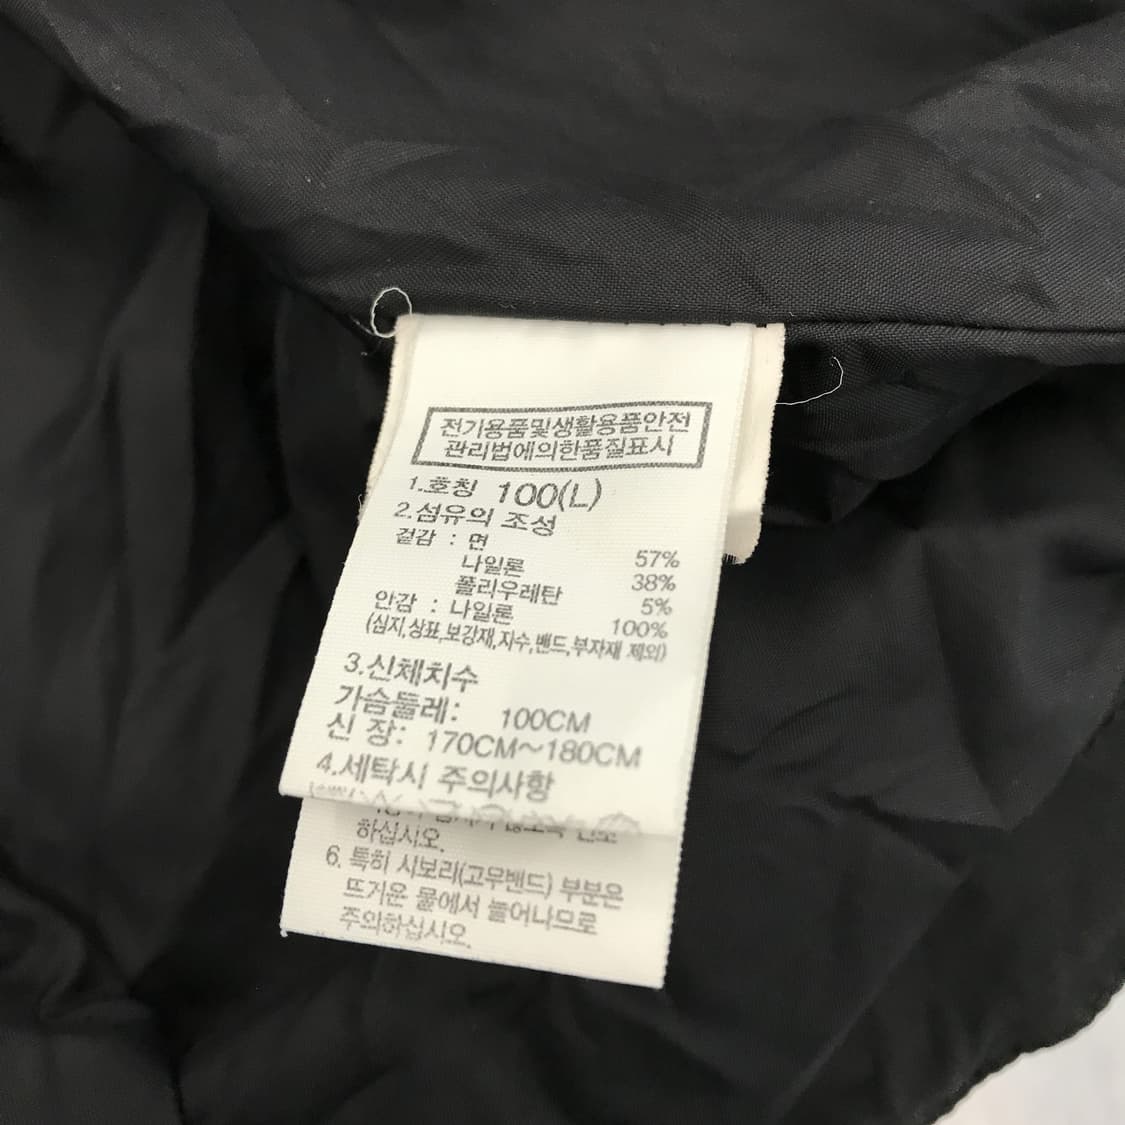 전기용품및생활용품안전
관리법에의한품질표시
1.호칭 100(L)
2.섬유의 조성
겉감 : 면 57%
나일론 38%
폴리우레탄 5%
안감 : 나일론 100%
(심지,상표,보강재,자수,밴드,부자재 제외)
3.신체치수
가슴둘레: 100CM
신 장: 170CM~180CM
4.세탁시 주의사항
하십시오.
6. 특히 시보리(고무밴드) 부분은
뜨거운 물에서 늘어나므로
주의하십시오.